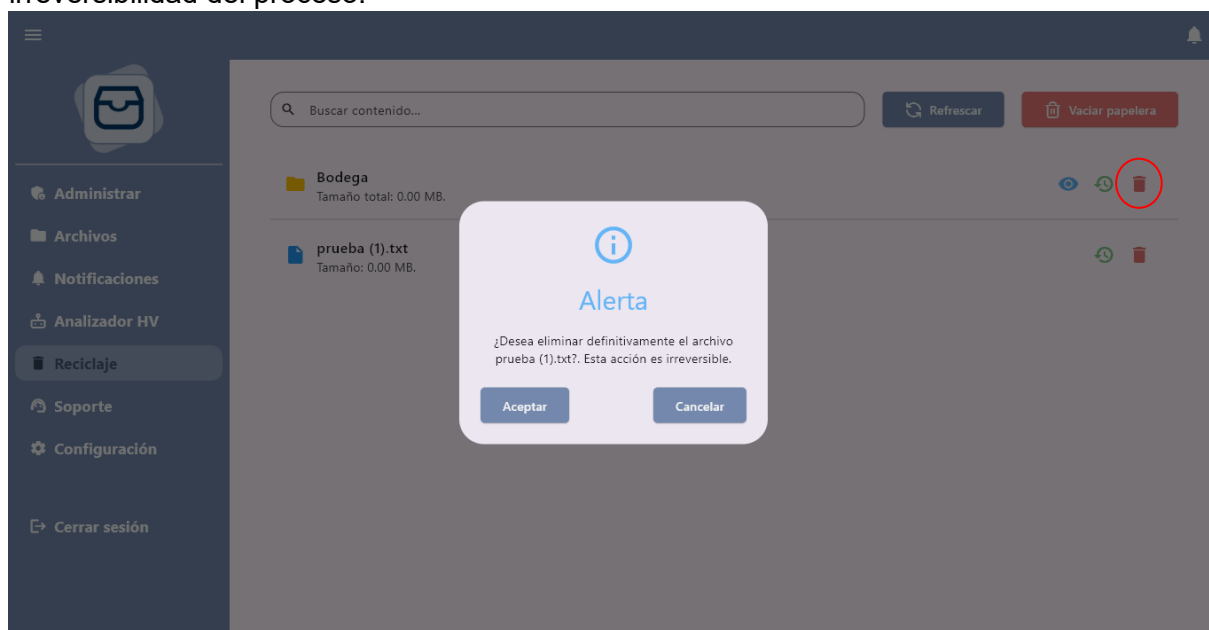 irreversibilidad del proceso.
Buscar contenido...
Refrescar
Vaciar papelera
Administrar
Archivos
Notificaciones
Analizador HV
Reciclaje
Soporte
Configuración
Cerrar sesión
Bodega
Tamaño total: 0.00 MB.
prueba (1).txt
Tamaño: 0.00 MB.
Alerta
¿Desea eliminar definitivamente el archivo
prueba (1).txt?. Esta acción es irreversible.
Aceptar
Cancelar